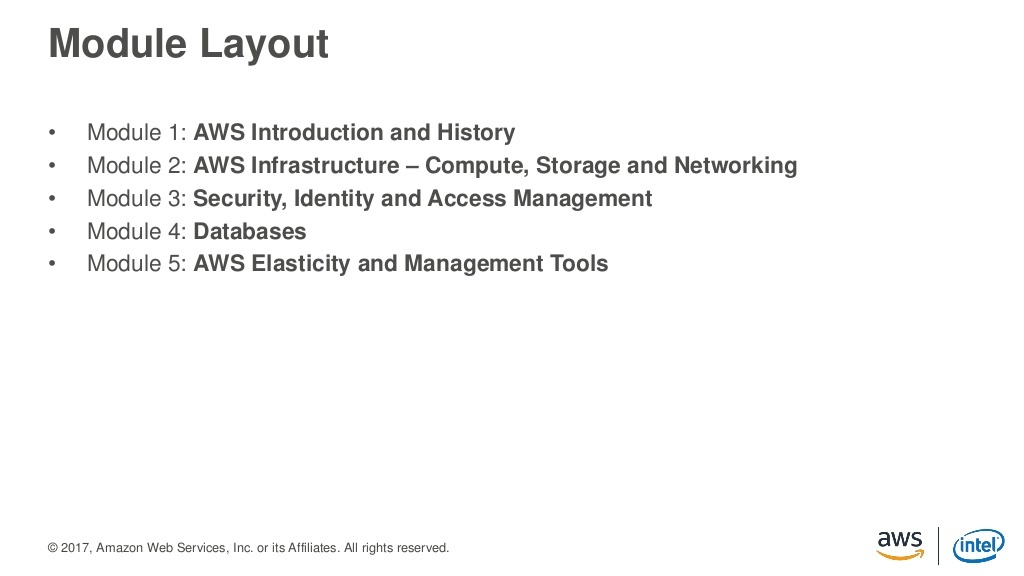 Module Layout
• Module 1: AWS Introduction and History
• Module 2: AWS Infrastructure – Compute, Storage and Networking
• Module 3: Security, Identity and Access Management
• Module 4: Databases
• Module 5: AWS Elasticity and Management Tools
© 2017, Amazon Web Services, Inc. or its Affiliates. All rights reserved.
aws
intel